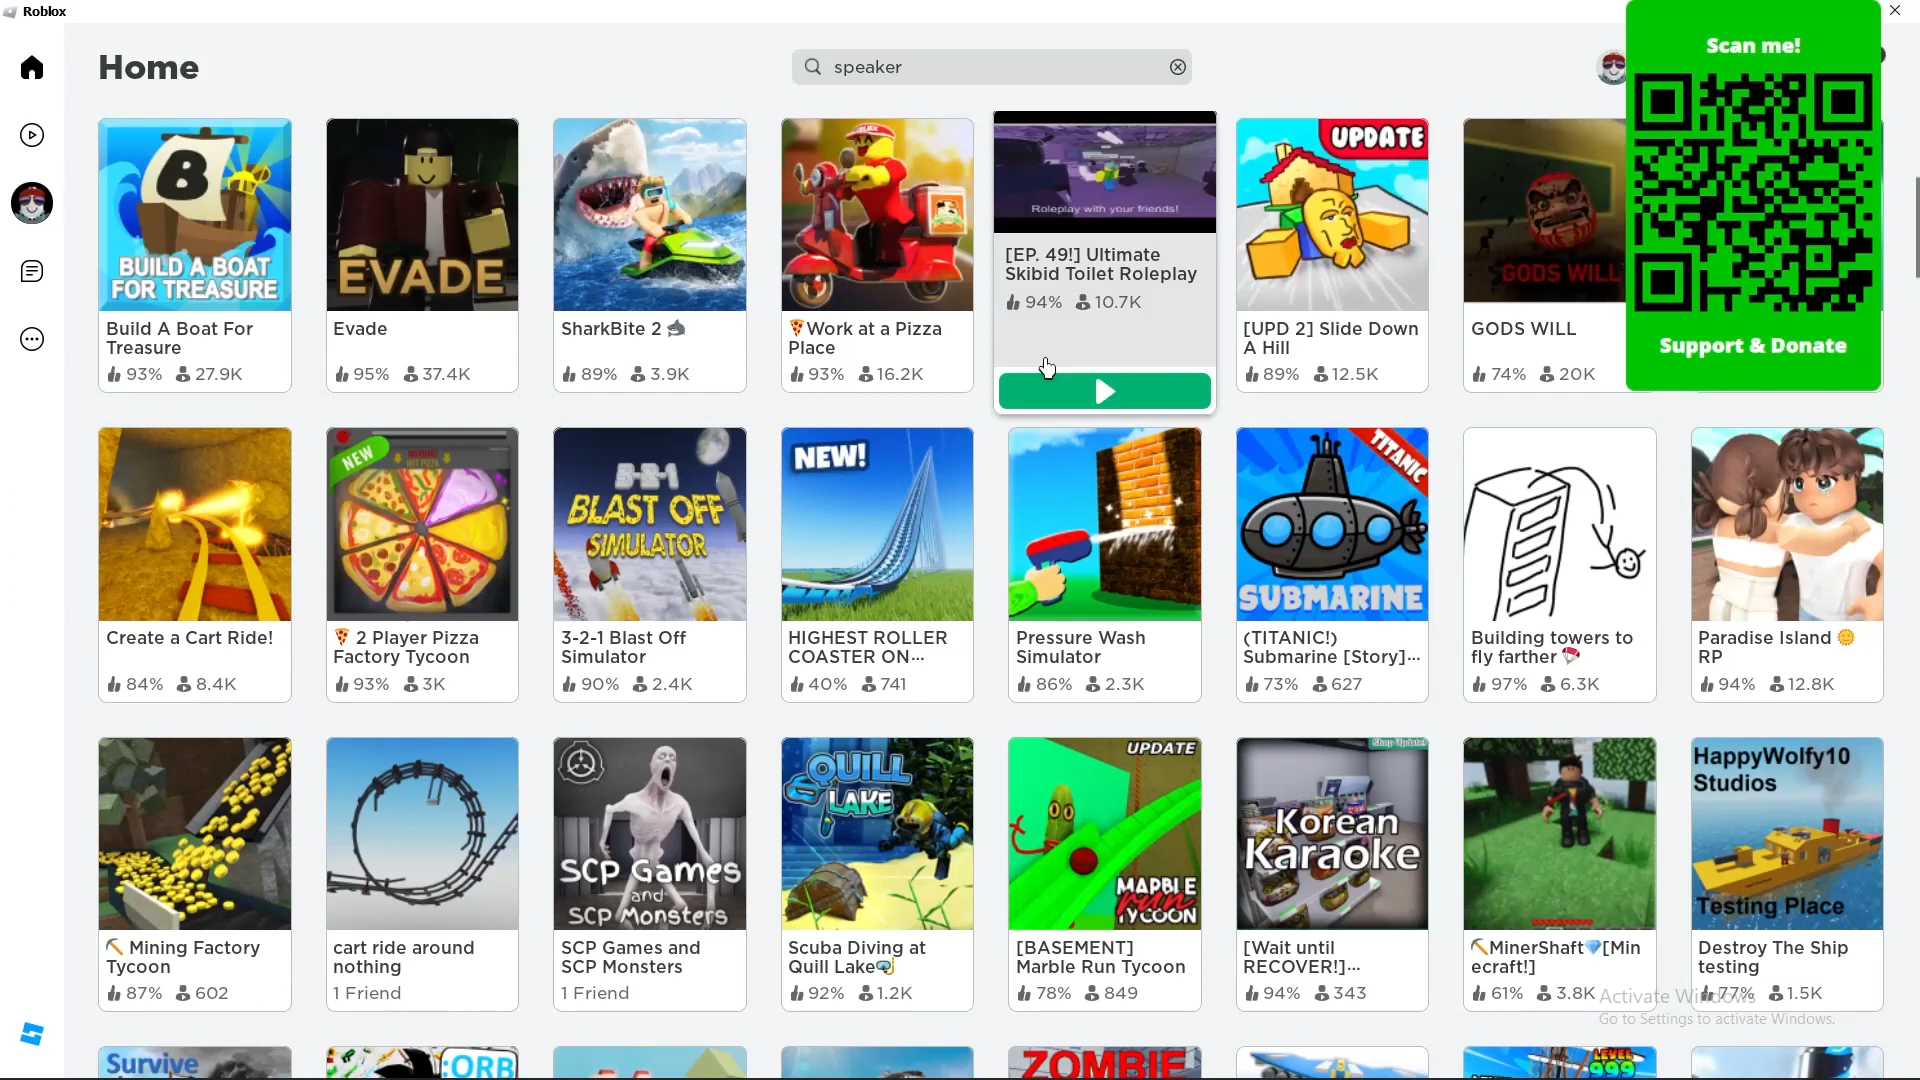 Roblox
Home
speaker
Scan me!
Support & Donate
B
BUILD A BOAT
FOR TREASURE
Build A Boat For
Treasure
93% 27.9K
EVADE
Evade
95% 37.4K
SharkBite 2
89% 3.9K
Work at a Pizza
Place
93% 16.2K
Roleplay with your friends!
[EP. 49!] Ultimate
Skibid Toilet Roleplay
94% 10.7K
UPDATE
[UPD 2] Slide Down
A Hill
89% 12.5K
GODS WILL
GODS WILL
74% 20K
Create a Cart Ride!
84% 8.4K
NEW
2 Player Pizza
Factory Tycoon
93% 3K
3-2-1
BLAST OFF
SIMULATOR
3-2-1 Blast Off
Simulator
90% 2.4K
NEW!
HIGHEST ROLLER
COASTER ON...
40% 741
Pressure Wash
Simulator
86% 2.3K
TITANIC
SUBMARINE
(TITANIC!)
Submarine [Story]...
73% 627
Building towers to
fly farther
97% 6.3K
Paradise Island
RP
94% 12.8K
Mining Factory
Tycoon
87% 602
cart ride around
nothing
1 Friend
SCP Games
and
SCP Monsters
SCP Games and
SCP Monsters
1 Friend
QUILL
LAKE
Scuba Diving at
Quill Lake
92% 1.2K
UPDATE
MARBLE
run
TYCOON
[BASEMENT]
Marble Run Tycoon
78% 849
Shop Update!
Korean
Karaoke
[Wait until
RECOVER!]...
94% 343
MinerShaft [Min
ecraft!]
61% 3.8K
HappyWolfy10
Studios
Testing Place
Destroy The Ship
testing
77% 1.5K
Activate Windows
Go to Settings to activate Windows.
Survive
:ORB
ZOMBIE
LEVEL
999